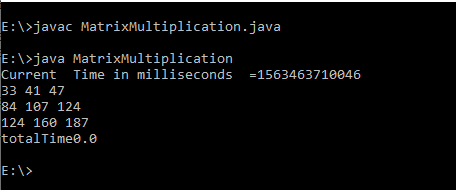 E:\>javac MatrixMultiplication.java
E:\>java MatrixMultiplication
Current  Time in milliseconds  =1563463710046
33 41 47
84 107 124
124 160 187
totalTime0.0
E:\>